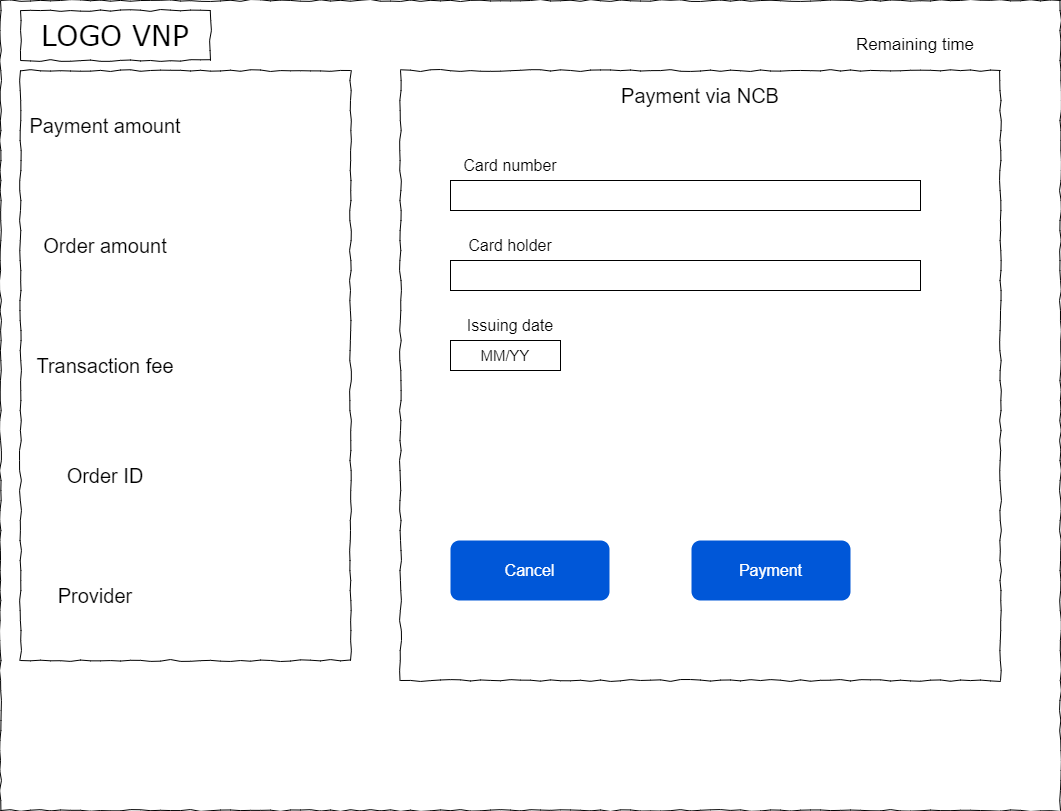 LOGO VNP
Remaining time
Payment amount
Order amount
Transaction fee
Order ID
Provider
Payment via NCB
Card number
Card holder
Issuing date
MM/YY
Cancel
Payment